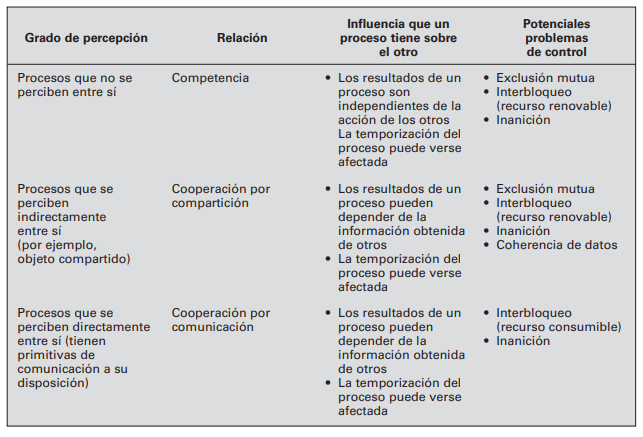 Grado de percepción
Relación
Influencia que un
proceso tiene sobre
el otro
Potenciales
problemas
de control
Procesos que no se
perciben entre sí
Competencia
• Los resultados de un
proceso son
independientes de la
acción de los otros
La temporización del
proceso puede verse
afectada
• Exclusión mutua
• Interbloqueo
(recurso renovable)
• Inanición
Procesos que se
perciben
indirectamente
entre sí
(por ejemplo,
objeto compartido)
Cooperación por
compartición
• Los resultados de un
proceso pueden
depender de la
información obtenida
de otros
• La temporización del
proceso puede verse
afectada
• Exclusión mutua
• Interbloqueo
(recurso renovable)
• Inanición
• Coherencia de datos
Procesos que se
perciben directamente
entre sí (tienen
primitivas de
comunicación a su
disposición)
Cooperación por
comunicación
• Los resultados de un
proceso pueden
depender de la
información obtenida
de otros
• La temporización del
proceso puede verse
afectada
• Interbloqueo
(recurso consumible)
• Inanición